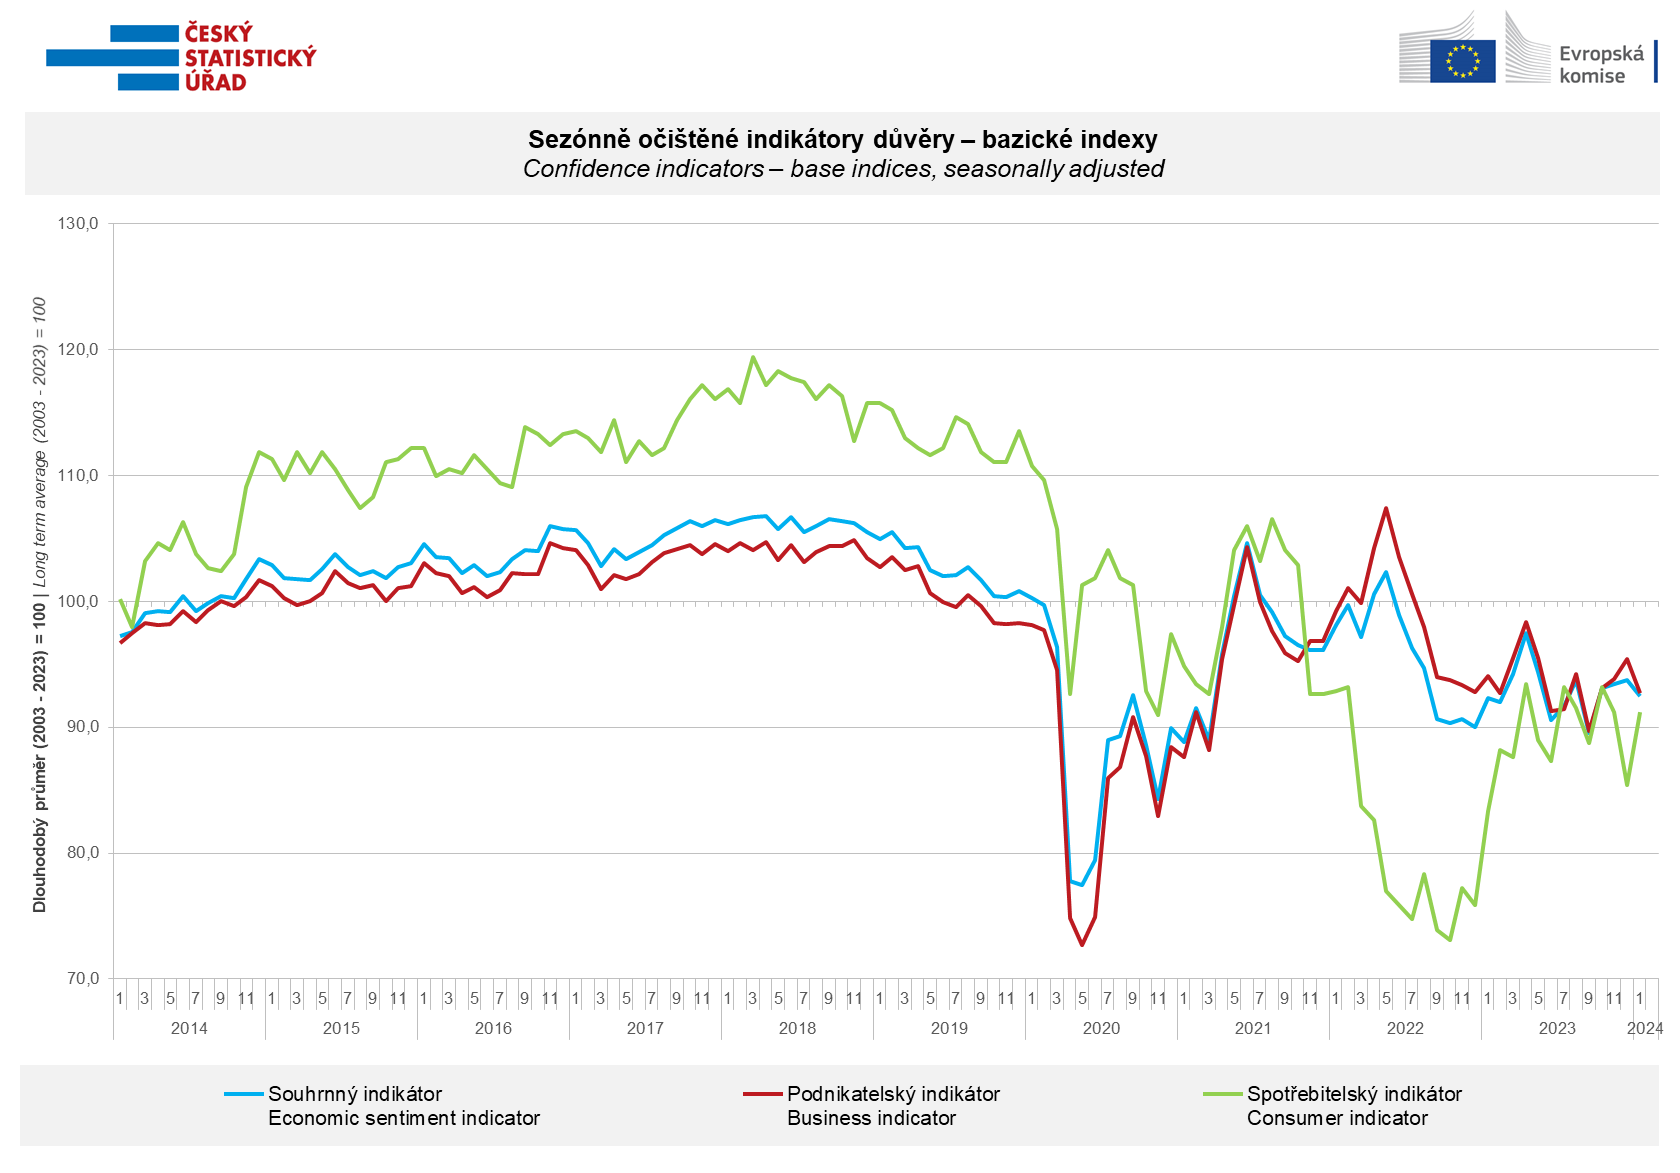 ČESKÝ
STATISTICKÝ
ÚŘAD
Evropská
komise
Sezónně očištěné indikátory důvěry – bazické indexy
Confidence indicators – base indices, seasonally adjusted
Dlouhodobý průměr (2003 - 2023) = 100 | Long term average (2003 - 2023) = 100
130,0
120,0
110,0
100,0
90,0
80,0
70,0
1 3 5 7 9 11 1 3 5 7 9 11 1 3 5 7 9 11 1 3 5 7 9 11 1 3 5 7 9 11 1 3 5 7 9 11 1 3 5 7 9 11 1 3 5 7 9 11 1 3 5 7 9 11 1 3 5 7 9 11 1
2014 2015 2016 2017 2018 2019 2020 2021 2022 2023 2024
Souhrnný indikátor
Economic sentiment indicator
Podnikatelský indikátor
Business indicator
Spotřebitelský indikátor
Consumer indicator